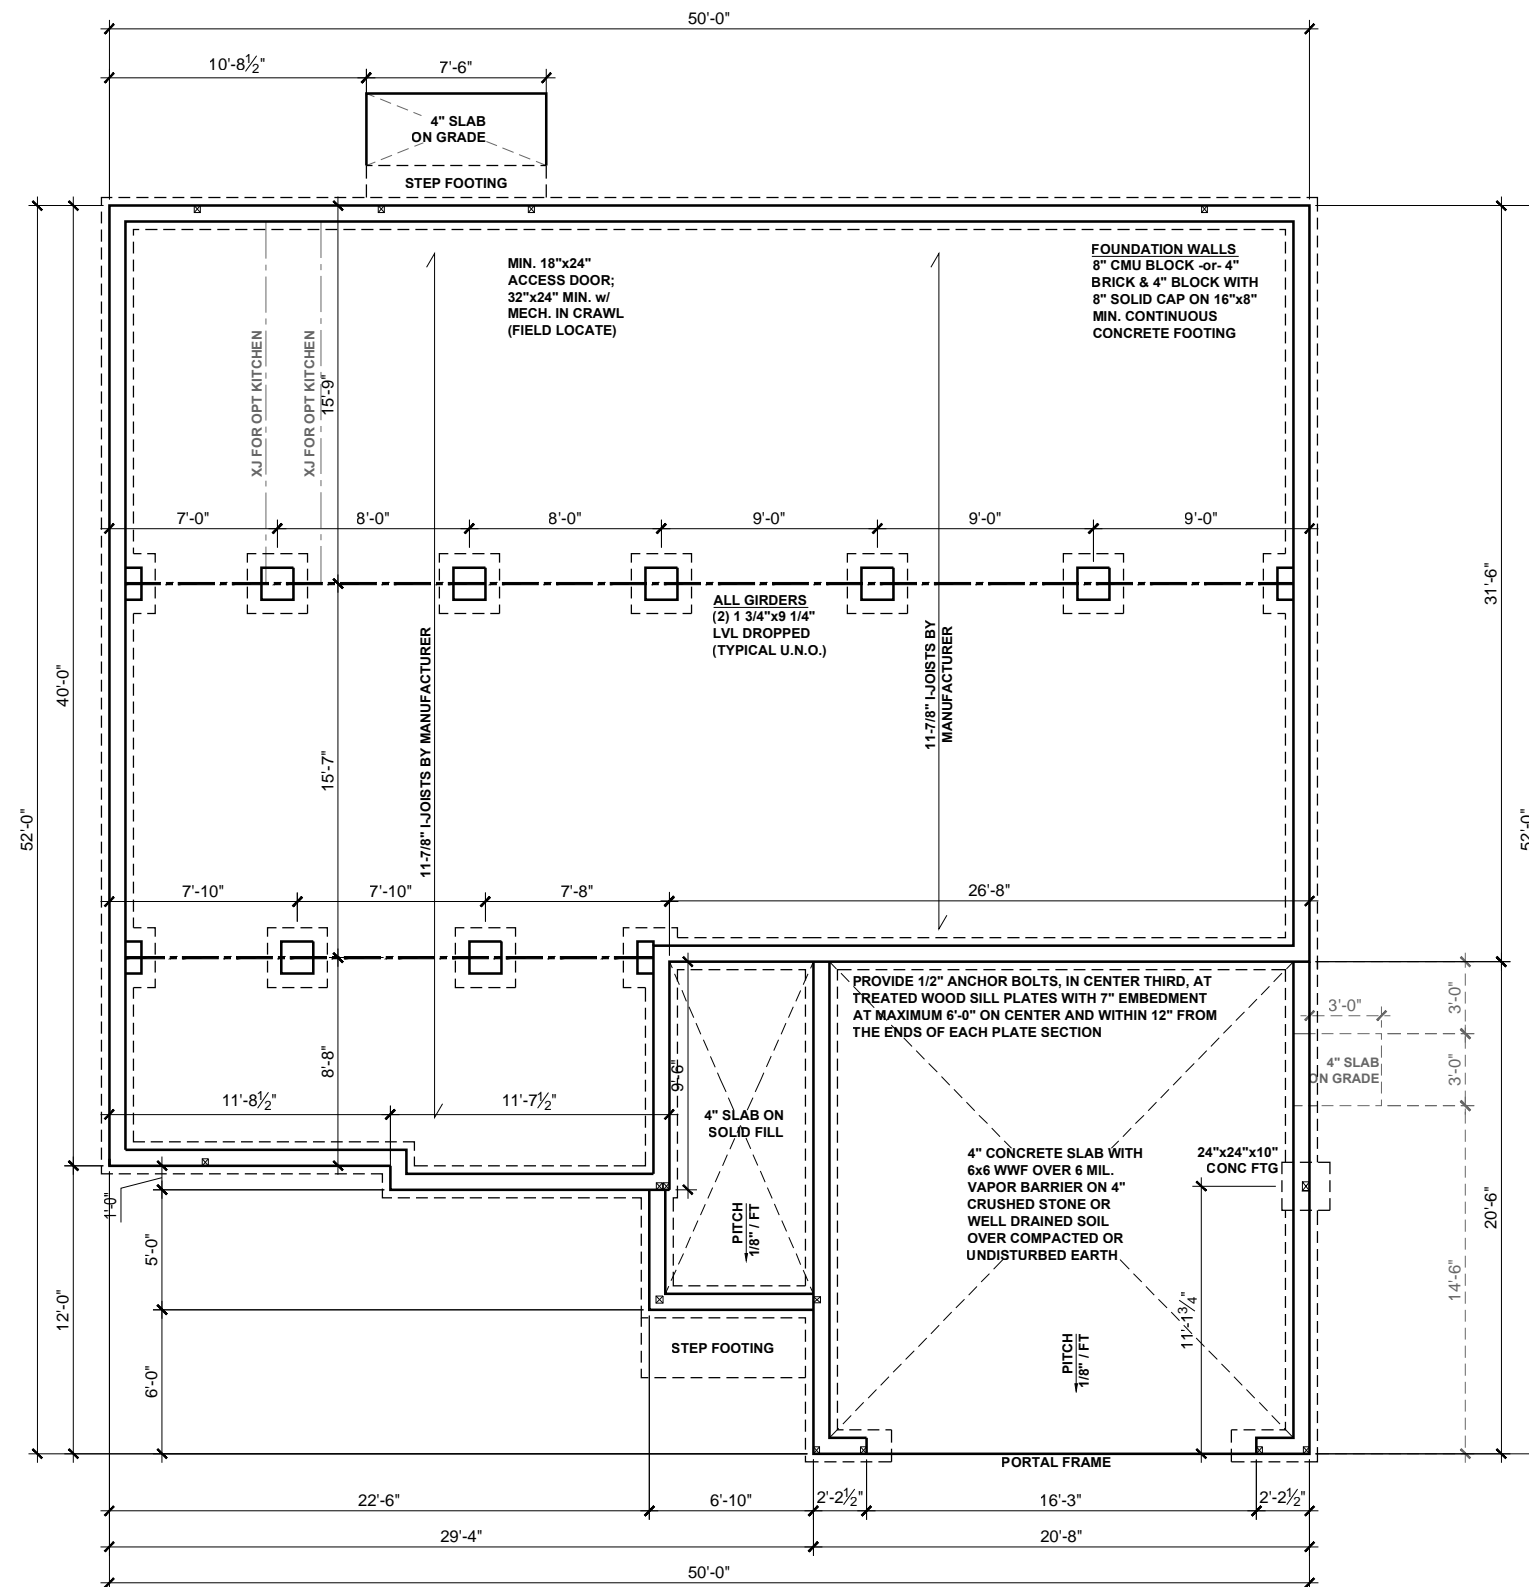 50'-0"
10'-8½"
7'-6"
4" SLAB
ON GRADE
STEP FOOTING
MIN. 18"x24"
ACCESS DOOR;
32"x24" MIN. w/
MECH. IN CRAWL
(FIELD LOCATE)
FOUNDATION WALLS
8" CMU BLOCK -or- 4"
BRICK & 4" BLOCK WITH
8" SOLID CAP ON 16"x8"
MIN. CONTINUOUS
CONCRETE FOOTING
XJ FOR OPT KITCHEN
XJ FOR OPT KITCHEN
15'-9"
7'-0"
8'-0"
8'-0"
9'-0"
9'-0"
9'-0"
31'-6"
ALL GIRDERS
(2) 1 3/4"x9 1/4"
LVL DROPPED
(TYPICAL U.N.O.)
11-7/8" I-JOISTS BY MANUFACTURER
11-7/8" I-JOISTS BY
MANUFACTURER
40'-0"
15'-7"
52'-0"
52'-0"
7'-10"
7'-10"
7'-8"
26'-8"
PROVIDE 1/2" ANCHOR BOLTS, IN CENTER THIRD, AT
TREATED WOOD SILL PLATES WITH 7" EMBEDMENT
AT MAXIMUM 6'-0" ON CENTER AND WITHIN 12" FROM
THE ENDS OF EACH PLATE SECTION
3'-0"
3'-0"
4" SLAB
ON GRADE
3'-0"
8'-8"
9'-6"
11'-8½"
11'-7½"
4" SLAB ON
SOLID FILL
4" CONCRETE SLAB WITH
6x6 WWF OVER 6 MIL.
VAPOR BARRIER ON 4"
CRUSHED STONE OR
WELL DRAINED SOIL
OVER COMPACTED OR
UNDISTURBED EARTH
24"x24"x10"
CONC FTG
1'-0"
5'-0"
PITCH
1/8" / FT
20'-6"
14'-6"
12'-0"
11'-1¾"
STEP FOOTING
PITCH
1/8" / FT
6'-0"
PORTAL FRAME
22'-6"
6'-10"
2'-2½"
16'-3"
2'-2½"
29'-4"
20'-8"
50'-0"